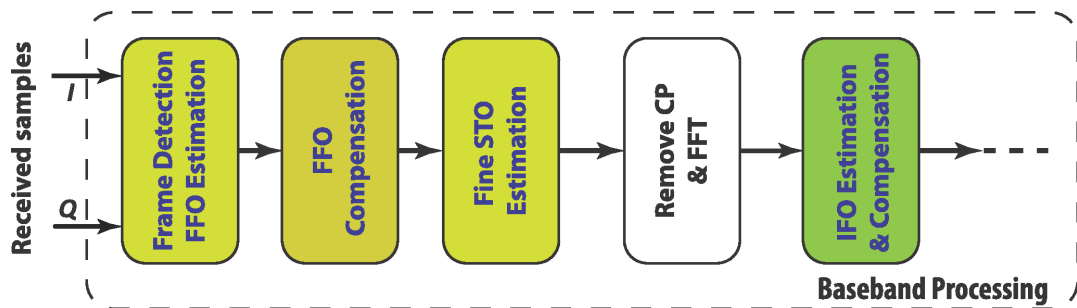 Received samples
I
Q
Frame Detection
FFO Estimation
FFO
Compensation
Fine STO
Estimation
Remove CP
& FFT
IFO Estimation
& Compensation
Baseband Processing